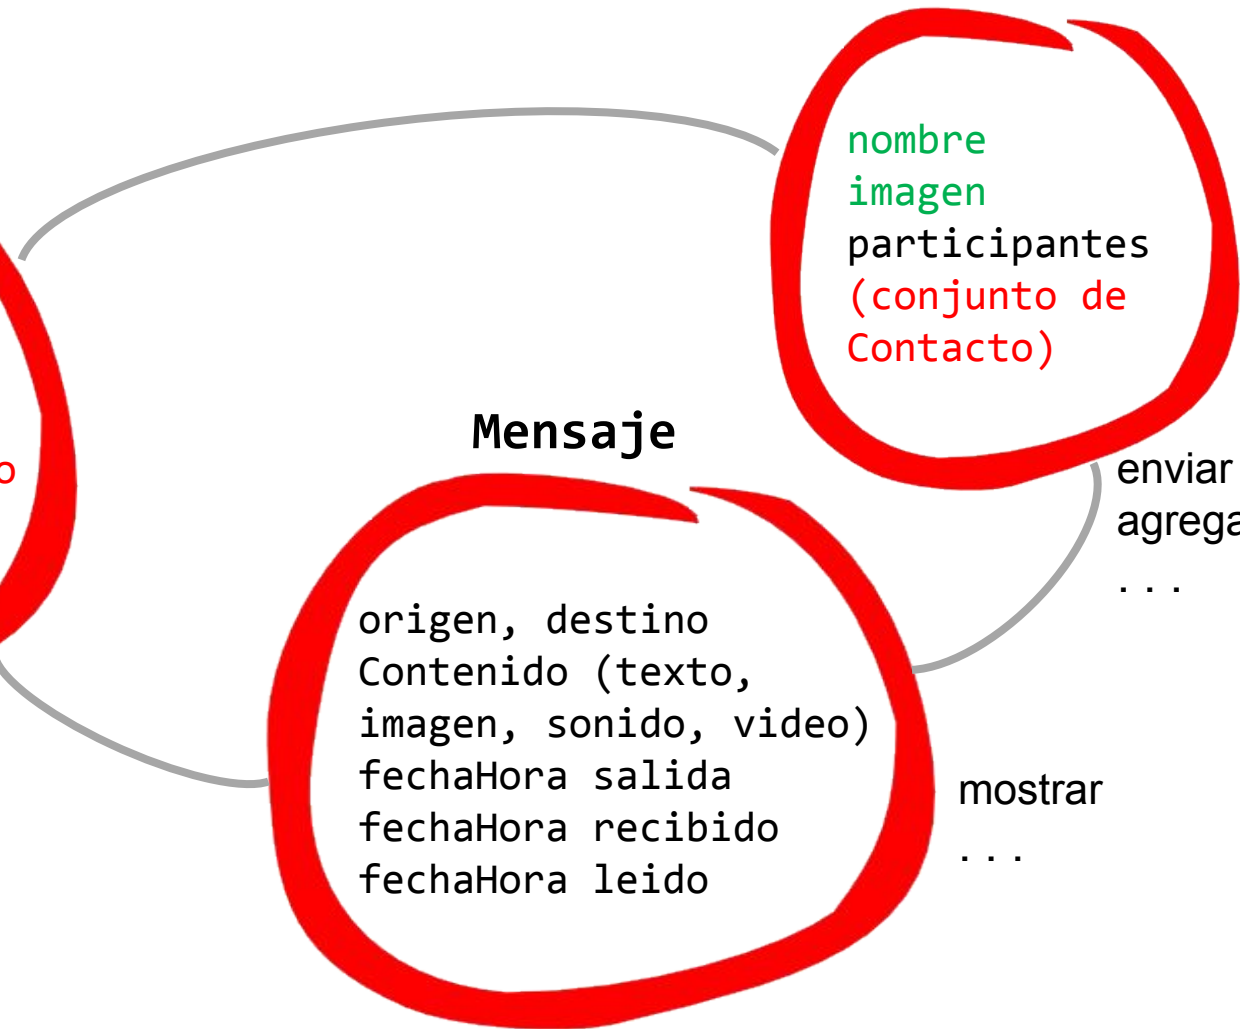 nombre
imagen
participantes
(conjunto de
Contacto)
Mensaje
o
enviar
agrega
...
origen, destino
Contenido (texto,
imagen, sonido, video)
fechaHora salida
fechaHora recibido
fechaHora leido
mostrar
...